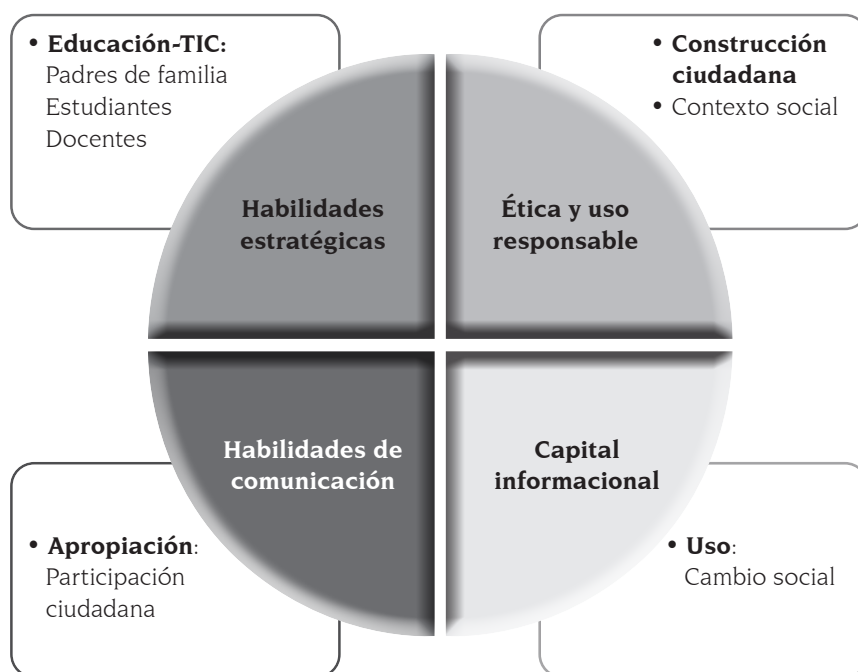 • Educación-TIC:
Padres de familia
Estudiantes
Docentes
• Construcción
ciudadana
• Contexto social
Habilidades
estratégicas
Ética y uso
responsable
Habilidades de
comunicación
Capital
informacional
• Apropiación:
Participación
ciudadana
• Uso:
Cambio social